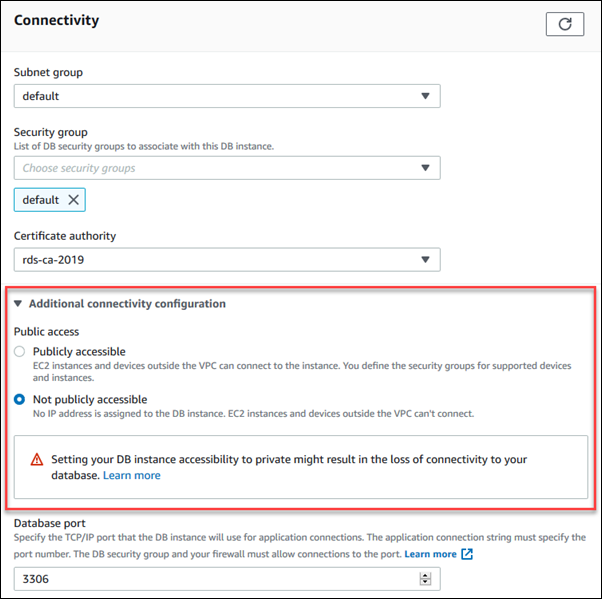 Connectivity
Subnet group
default
Security group
List of DB security groups to associate with this DB instance.
Choose security groups
default
Certificate authority
rds-ca-2019
Additional connectivity configuration
Public access
Publicly accessible
EC2 instances and devices outside the VPC can connect to the instance. You define the security groups for supported devices
and instances.
Not publicly accessible
No IP address is assigned to the DB instance. EC2 instances and devices outside the VPC can't connect.
Setting your DB instance accessibility to private might result in the loss of connectivity to your
database. Learn more
Database port
Specify the TCP/IP port that the DB instance will use for application connections. The application connection string must specify the
port number. The DB security group and your firewall must allow connections to the port. Learn more
3306